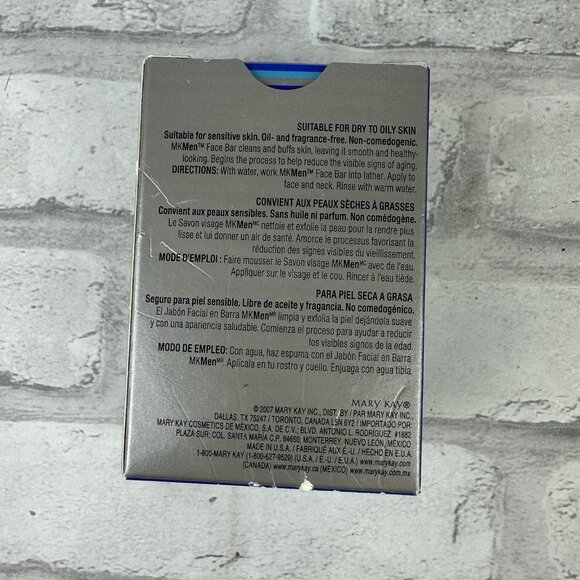 SUITABLE FOR DRY TO OILY SKIN
Suitable for sensitive skin. Oil- and fragrance-free. Non-comedogenic.
MKMen™ Face Bar cleans and buffs skin, leaving it smooth and healthy-
looking. Begins the process to help reduce the visible signs of aging.
DIRECTIONS: With water, work MKMen™ Face Bar into lather. Apply to
face and neck. Rinse with warm water.
CONVIENT AUX PEAUX SÈCHES À GRASSES
Convient aux peaux sensibles. Sans huile ni parfum. Non comédogène.
Le Savon visage MKMenᴹᶜ nettoie et exfolie la peau pour la rendre plus
lisse et lui donner un air de santé. Amorce le processus favorisant la
réduction des signes visibles du vieillissement.
MODE D'EMPLOI : Faire mousser le Savon visage MKMenᴹᶜ avec de l'eau.
Appliquer sur le visage et le cou. Rincer à l'eau tiède.
PARA PIEL SECA A GRASA
Seguro para piel sensible. Libre de aceite y fragancia. No comedogénico.
El Jabón Facial en Barra MKMenᴹᴿ limpia y exfolia la piel dejándola suave
y con una apariencia saludable. Comienza el proceso para ayudar a reducir
los visibles signos de la edad.
MODO DE EMPLEO: Con agua, haz espuma con el Jabón Facial en Barra
MKMenᴹᴿ. Aplícala en tu rostro y cuello. Enjuaga con agua tibia.
MARY KAY®
© 2007 MARY KAY INC., DIST. BY / PAR MARY KAY INC.
DALLAS, TX 75247 / TORONTO, CANADA L5N 6Y2 / IMPORTADO POR:
MARY KAY COSMETICS DE MÉXICO, S.A. DE C.V.; BLVD. ANTONIO L. RODRÍGUEZ #1882
PLAZA SUR; COL. SANTA MARÍA C.P. 64650; MONTERREY, NUEVO LEÓN, MÉXICO
MADE IN U.S.A. / FABRIQUÉ AUX É.-U. / HECHO EN E.U.A.
1-800-MARY KAY (1-800-627-9529) (U.S.A. / É.-U. / E.U.A.) www.marykay.com
(CANADA) www.marykay.ca (MEXICO) www.marykay.com.mx